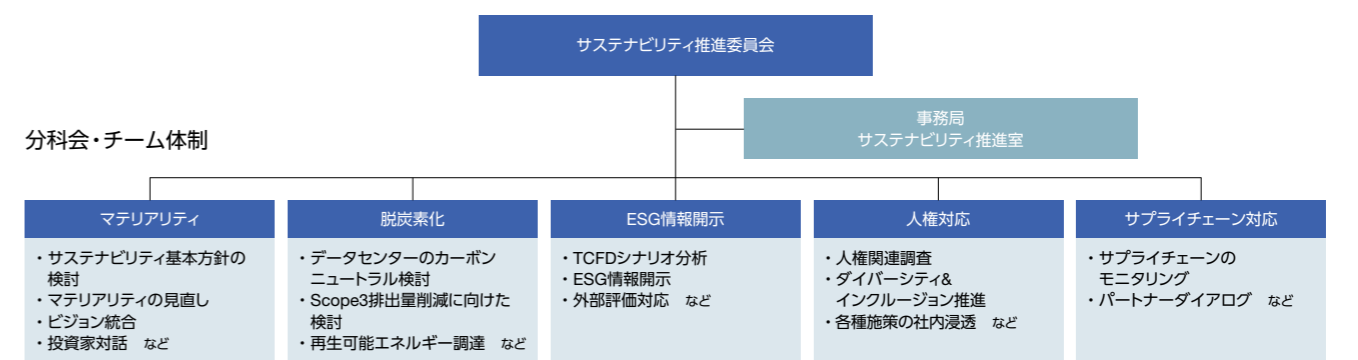 サステナビリティ推進委員会
事務局
サステナビリティ推進室
分科会・チーム体制
マテリアリティ
・サステナビリティ基本方針の
検討
・マテリアリティの見直し
・ビジョン統合
・投資家対話 など
脱炭素化
・データセンターのカーボン
ニュートラル検討
・Scope3排出量削減に向けた
検討
・再生可能エネルギー調達 など
ESG情報開示
・TCFDシナリオ分析
・ESG情報開示
・外部評価対応 など
人権対応
・人権関連調査
・ダイバーシティ&
インクルージョン推進
・各種施策の社内浸透 など
サプライチェーン対応
・サプライチェーンの
モニタリング
・パートナーダイアログ など